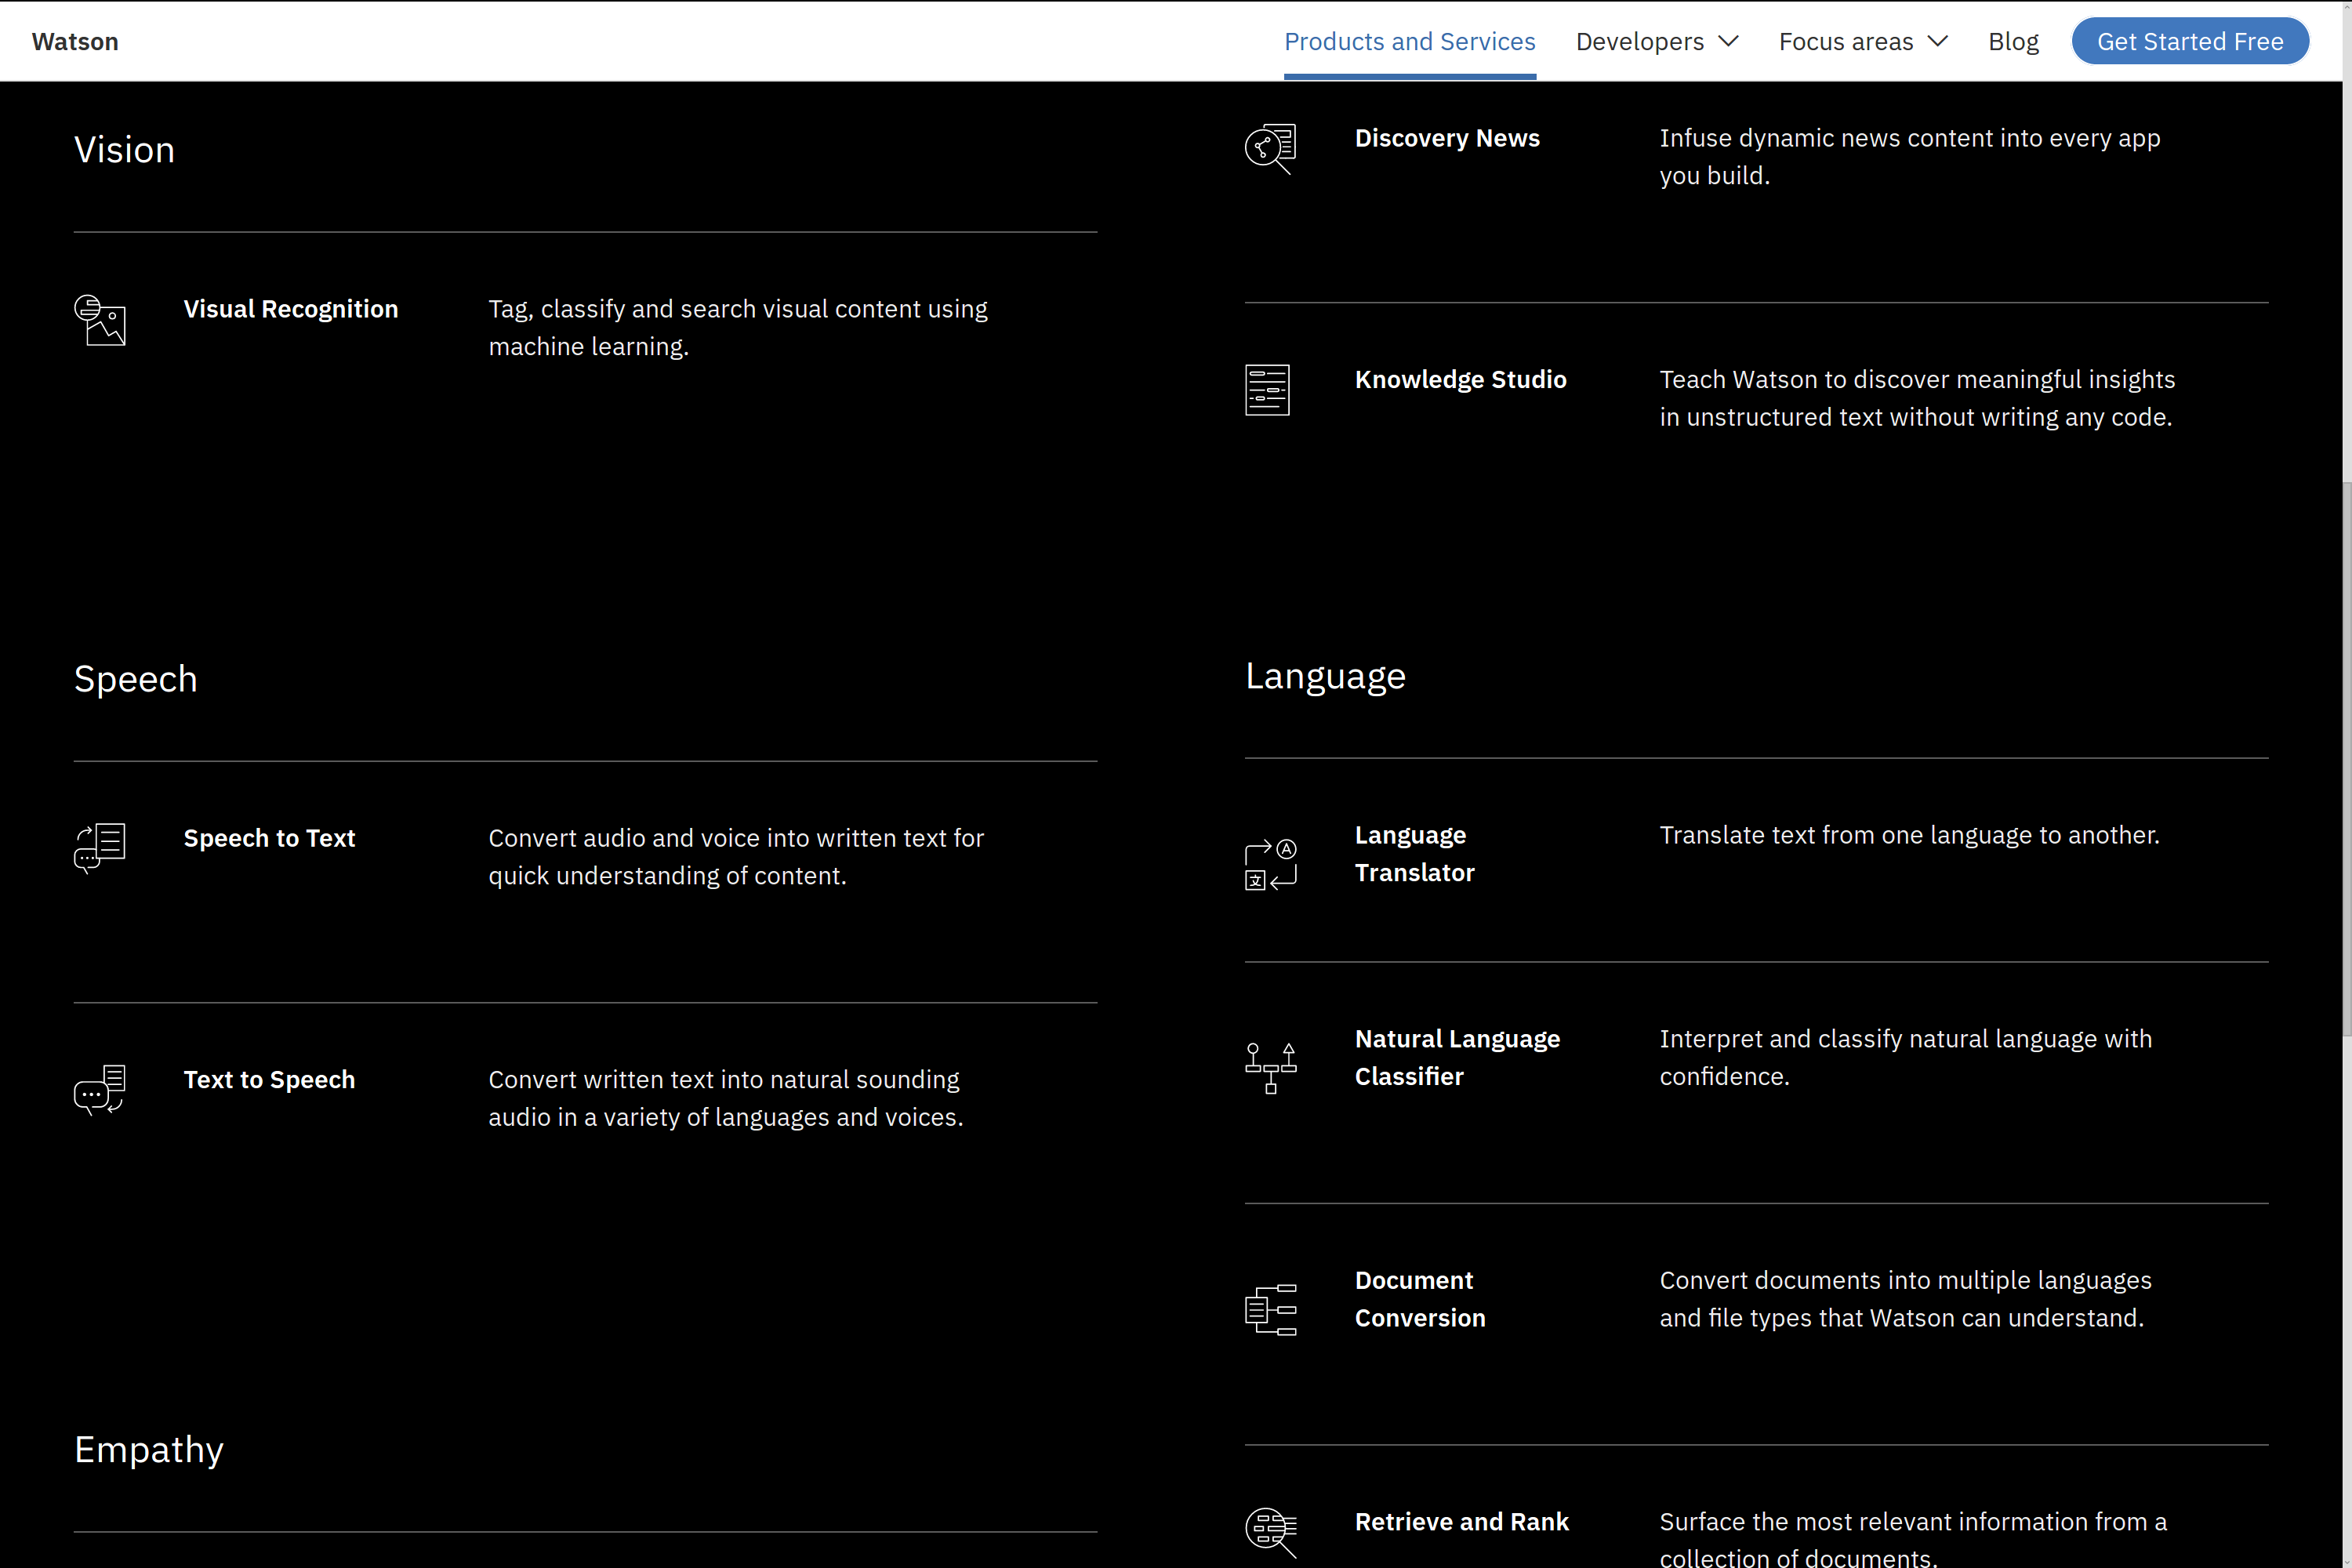 Watson
Products and Services
Developers
Focus areas
Blog
Get Started Free
Vision
Visual Recognition
Tag, classify and search visual content using
machine learning.
Speech
Speech to Text
Convert audio and voice into written text for
quick understanding of content.
Text to Speech
Convert written text into natural sounding
audio in a variety of languages and voices.
Empathy
Discovery News
Infuse dynamic news content into every app
you build.
Knowledge Studio
Teach Watson to discover meaningful insights
in unstructured text without writing any code.
Language
Language
Translator
Translate text from one language to another.
A
文
Natural Language
Classifier
Interpret and classify natural language with
confidence.
Document
Conversion
Convert documents into multiple languages
and file types that Watson can understand.
Retrieve and Rank
Surface the most relevant information from a
collection of documents.